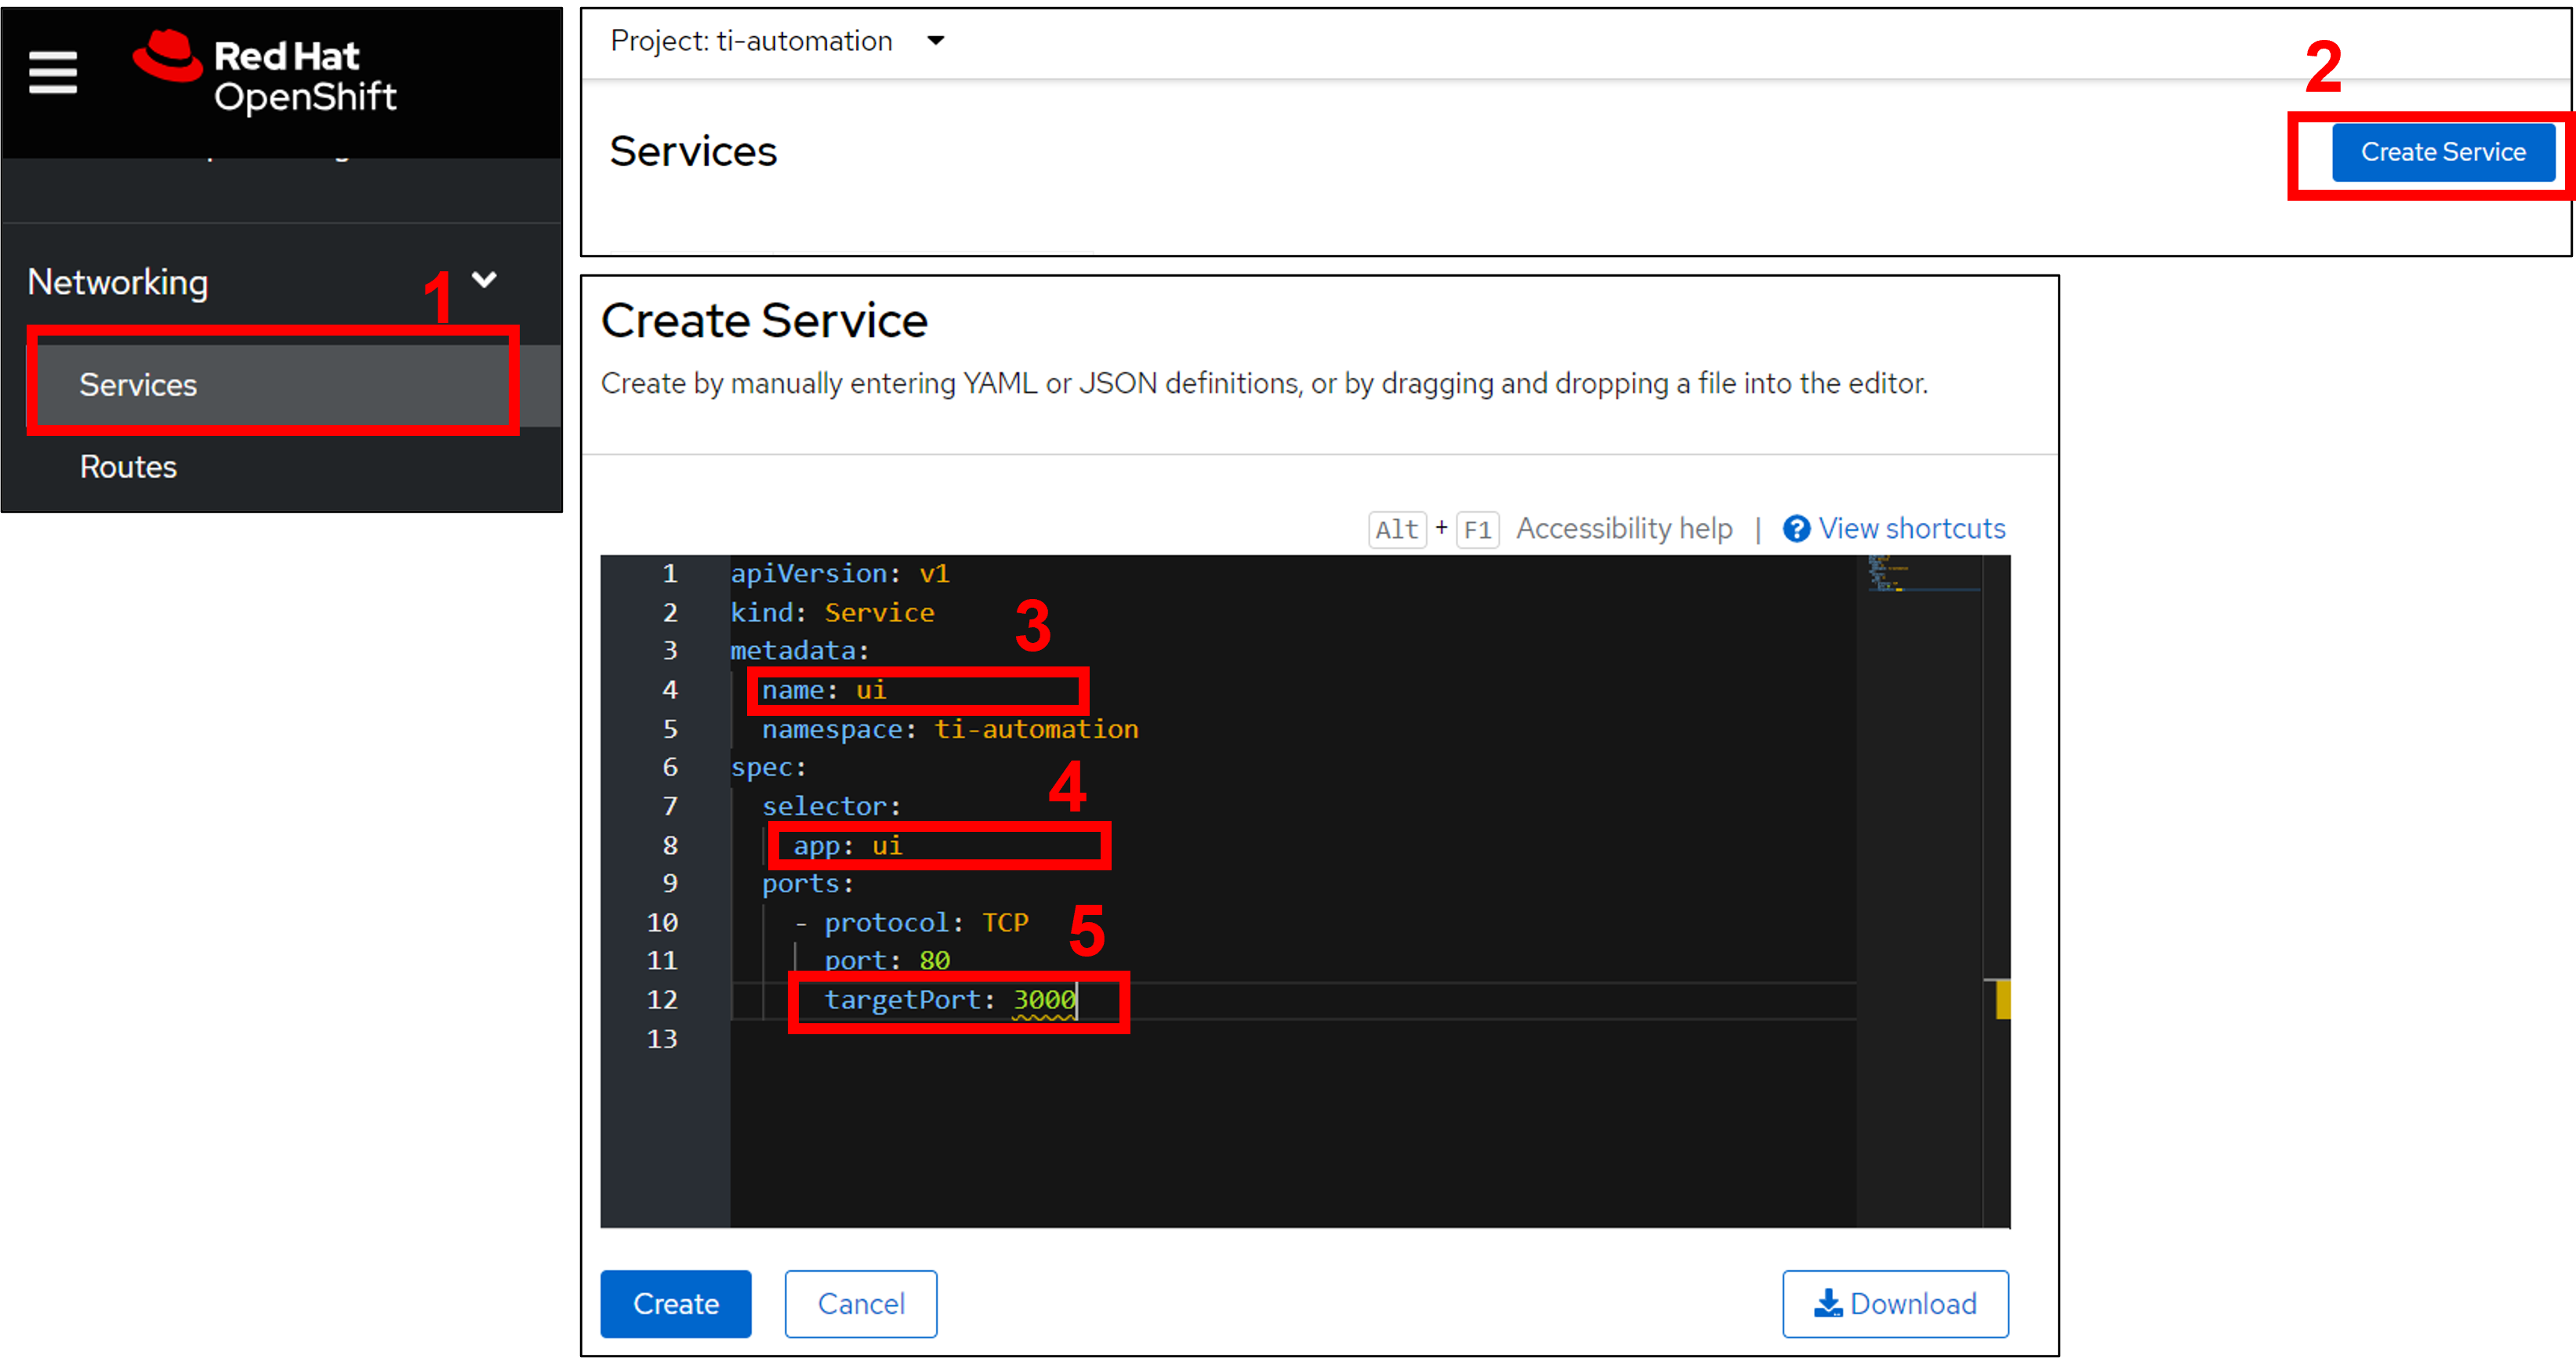 Red Hat
OpenShift
Networking
1
Services
Routes
Project: ti-automation
2
Services
Create Service
Create Service
Create by manually entering YAML or JSON definitions, or by dragging and dropping a file into the editor.
Alt + F1 Accessibility help | View shortcuts
1 apiVersion: v1
2 kind: Service
3
3 metadata:
4   name: ui
5   namespace: ti-automation
6 spec:
4
7   selector:
8     app: ui
9   ports:
5
10     - protocol: TCP
11       port: 80
12       targetPort: 3000
13
Create
Cancel
Download